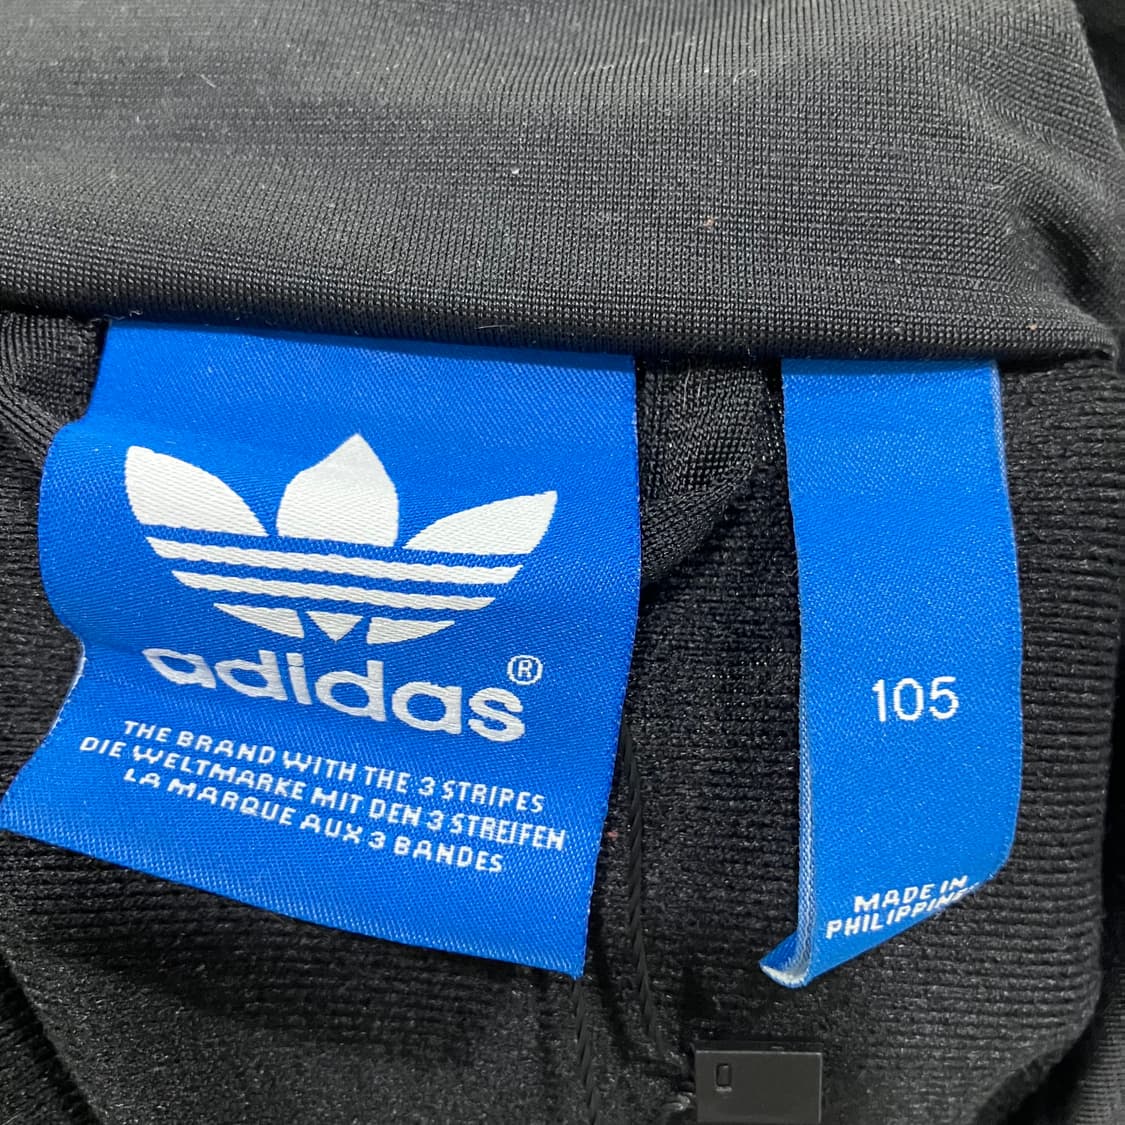 adidas®
THE BRAND WITH THE 3 STRIPES
DIE WELTMARKE MIT DEN 3 STREIFEN
LA MARQUE AUX 3 BANDES
105
MADE IN
PHILIPPINES